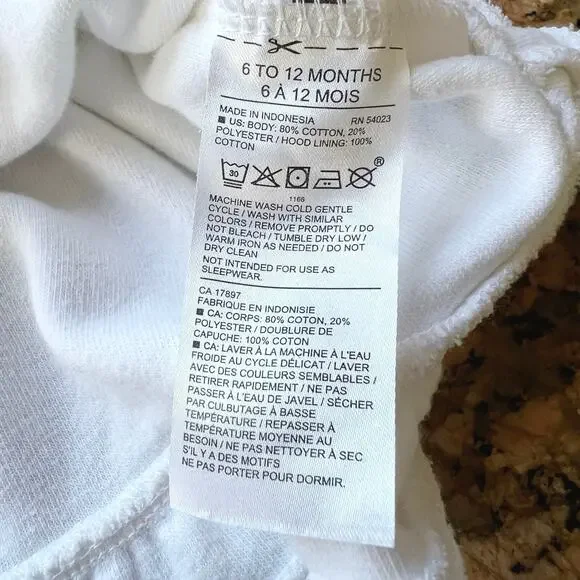 6 TO 12 MONTHS
6 À 12 MOIS
MADE IN INDONESIA RN 54023
■ US: BODY: 80% COTTON, 20%
POLYESTER / HOOD LINING: 100%
COTTON
30 ®
1166
MACHINE WASH COLD GENTLE
CYCLE / WASH WITH SIMILAR
COLORS / REMOVE PROMPTLY / DO
NOT BLEACH / TUMBLE DRY LOW /
WARM IRON AS NEEDED / DO NOT
DRY CLEAN
NOT INTENDED FOR USE AS
SLEEPWEAR.
CA 17897
FABRIQUE EN INDONISIE
■ CA: CORPS: 80% COTON, 20%
POLYESTER / DOUBLURE DE
CAPUCHE: 100% COTON
■ CA: LAVER À LA MACHINE À L'EAU
FROIDE AU CYCLE DÉLICAT / LAVER
AVEC DES COULEURS SEMBLABLES /
RETIRER RAPIDEMENT / NE PAS
PASSER À L'EAU DE JAVEL / SÉCHER
PAR CULBUTAGE À BASSE
TEMPÉRATURE / REPASSER À
TEMPÉRATURE MOYENNE AU
BESOIN / NE PAS NETTOYER À SEC
S'IL Y A DES MOTIFS
NE PAS PORTER POUR DORMIR.